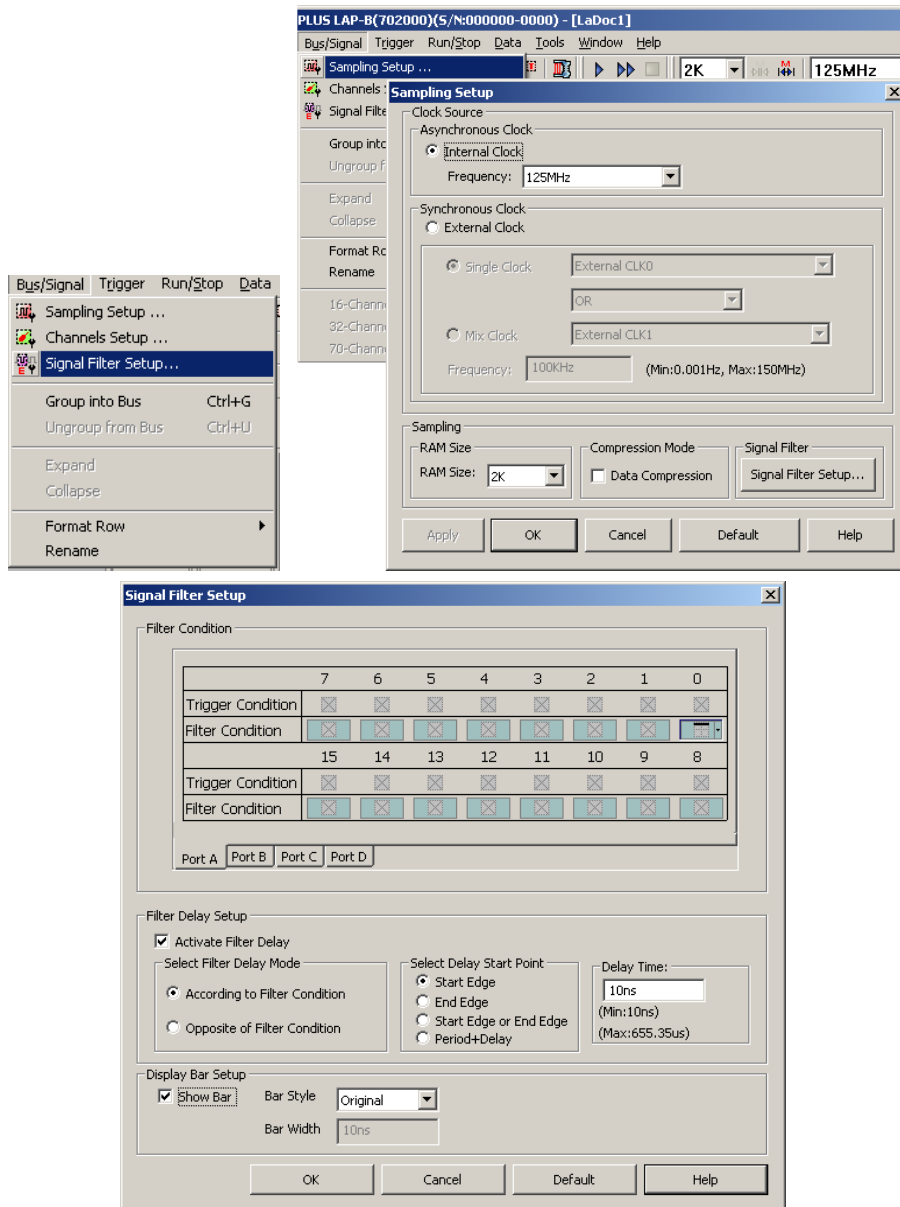 PLUS LAP-B(702000)(S/N:000000-0000) - [LaDoc1]
Bus/Signal Trigger Run/Stop Data Tools Window Help
Sampling Setup ...
2K 125MHz
Channels
Signal Filte
Group into
Ungroup f
Expand
Collapse
Format Ro
Rename
16-Chann
32-Chann
70-Chann
Sampling Setup
Clock Source
Asynchronous Clock
Internal Clock
Frequency: 125MHz
Synchronous Clock
External Clock
Single Clock External CLK0
OR
Mix Clock External CLK1
Frequency: 100KHz (Min:0.001Hz, Max:150MHz)
Sampling
RAM Size Compression Mode Signal Filter
RAM Size: 2K Data Compression Signal Filter Setup...
Apply OK Cancel Default Help
Bus/Signal Trigger Run/Stop Data
Sampling Setup ...
Channels Setup ...
Signal Filter Setup...
Group into Bus Ctrl+G
Ungroup from Bus Ctrl+U
Expand
Collapse
Format Row
Rename
Signal Filter Setup
Filter Condition
7 6 5 4 3 2 1 0
Trigger Condition
Filter Condition
15 14 13 12 11 10 9 8
Trigger Condition
Filter Condition
Port A Port B Port C Port D
Filter Delay Setup
Activate Filter Delay
Select Filter Delay Mode
According to Filter Condition
Opposite of Filter Condition
Select Delay Start Point
Start Edge
End Edge
Start Edge or End Edge
Period+Delay
Delay Time:
10ns
(Min:10ns)
(Max:655.35us)
Display Bar Setup
Show Bar Bar Style Original
Bar Width 10ns
OK Cancel Default Help